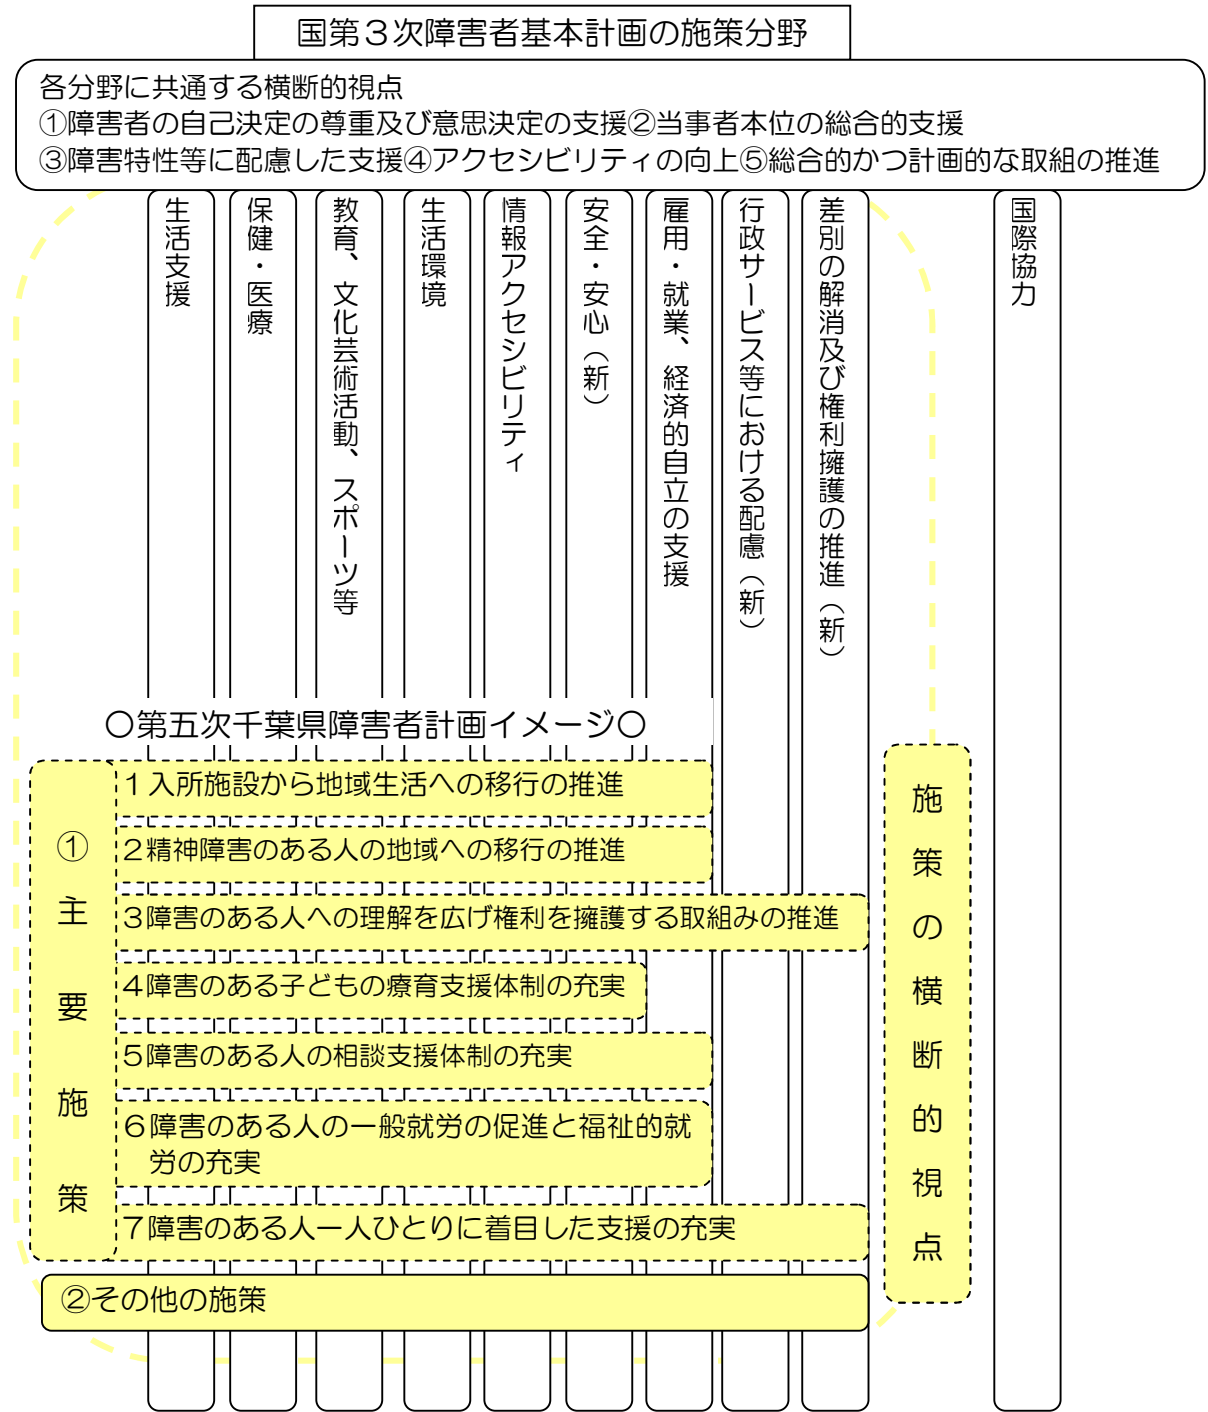 国第３次障害者基本計画の施策分野
各分野に共通する横断的視点
①障害者の自己決定の尊重及び意思決定の支援②当事者本位の総合的支援
③障害特性等に配慮した支援④アクセシビリティの向上⑤総合的かつ計画的な取組の推進
生活支援
保健・医療
教育、文化芸術活動、スポーツ等
生活環境
情報アクセシビリティ
安全・安心（新）
雇用・就業、経済的自立の支援
行政サービス等における配慮（新）
差別の解消及び権利擁護の推進（新）
国際協力
〇第五次千葉県障害者計画イメージ〇
①主要施策
１入所施設から地域生活への移行の推進
２精神障害のある人の地域への移行の推進
３障害のある人への理解を広げ権利を擁護する取組みの推進
４障害のある子どもの療育支援体制の充実
５障害のある人の相談支援体制の充実
６障害のある人の一般就労の促進と福祉的就
労の充実
７障害のある人一人ひとりに着目した支援の充実
②その他の施策
施策の横断的視点